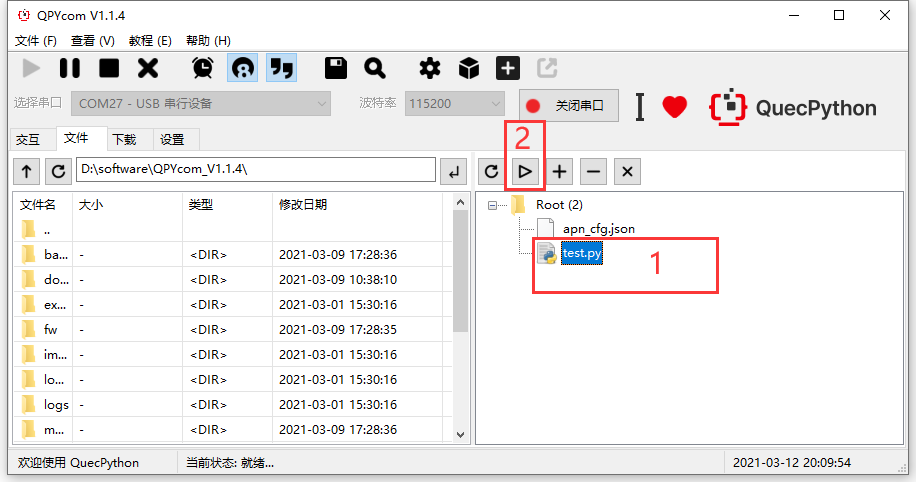 QPYcom V1.1.4
文件 (F) 查看 (V) 教程 (E) 帮助 (H)
选择串口 COM27 - USB 串行设备 波特率 115200 关闭串口 QuecPython
交互 文件 下载 设置
2
D:\software\QPYcom_V1.1.4\
文件名 大小 类型 修改日期
..
ba... - <DIR> 2021-03-09 17:28:36
do... - <DIR> 2021-03-09 10:38:10
ex... - <DIR> 2021-03-01 15:30:16
fw - <DIR> 2021-03-09 17:28:35
im... - <DIR> 2021-03-01 15:30:16
lo... - <DIR> 2021-03-01 15:30:16
logs - <DIR> 2021-03-01 15:30:16
m... - <DIR> 2021-03-09 17:28:36
Root (2)
apn_cfg.json
test.py
1
欢迎使用 QuecPython 当前状态: 就绪... 2021-03-12 20:09:54